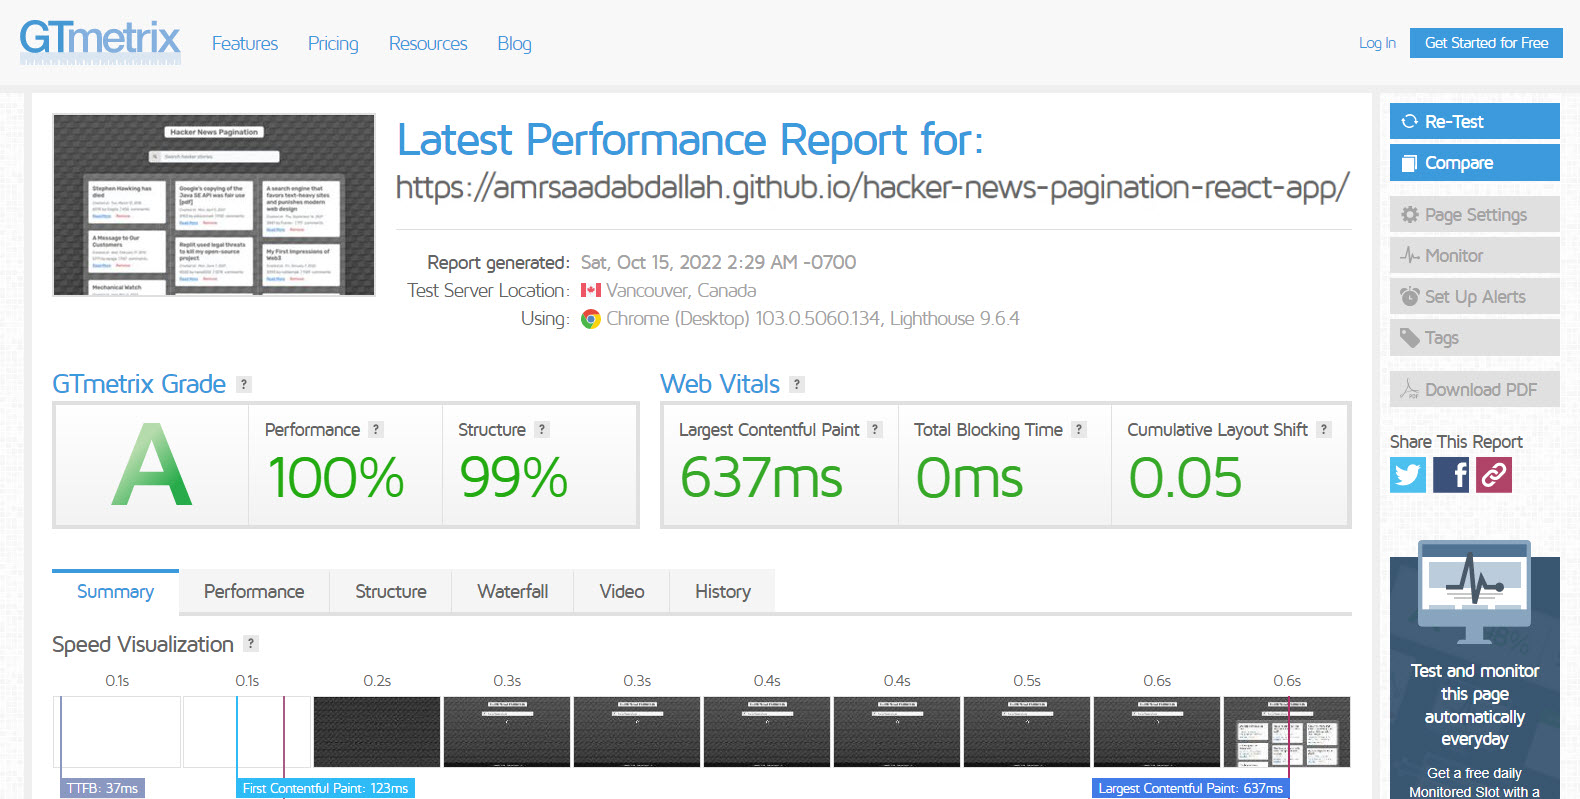 GTmetrix
Features Pricing Resources Blog
Log In Get Started for Free
Hacker News Pagination
Search hacker stories
Stephen Hawking has died
Google's copying of the Java SE API was fair use [pdf]
A search engine that favors text-heavy sites and punishes modern web design
A Message to Our Customers
Replit used legal threats to kill my open-source project
My First Impressions of Web3
Mechanical Watch
Latest Performance Report for:
https://amrsaadabdallah.github.io/hacker-news-pagination-react-app/
Report generated: Sat, Oct 15, 2022 2:29 AM -0700
Test Server Location: Vancouver, Canada
Using: Chrome (Desktop) 103.0.5060.134, Lighthouse 9.6.4
Re-Test
Compare
Page Settings
Monitor
Set Up Alerts
Tags
Download PDF
Share This Report
GTmetrix Grade ?
A
Performance ?
100%
Structure ?
99%
Web Vitals ?
Largest Contentful Paint ?
637ms
Total Blocking Time ?
0ms
Cumulative Layout Shift ?
0.05
Summary Performance Structure Waterfall Video History
Speed Visualization ?
0.1s 0.1s 0.2s 0.3s 0.3s 0.4s 0.4s 0.5s 0.6s 0.6s
TTFB: 37ms
First Contentful Paint: 123ms
Largest Contentful Paint: 637ms
Test and monitor
this page
automatically
everyday
Get a free daily
Monitored Slot with a